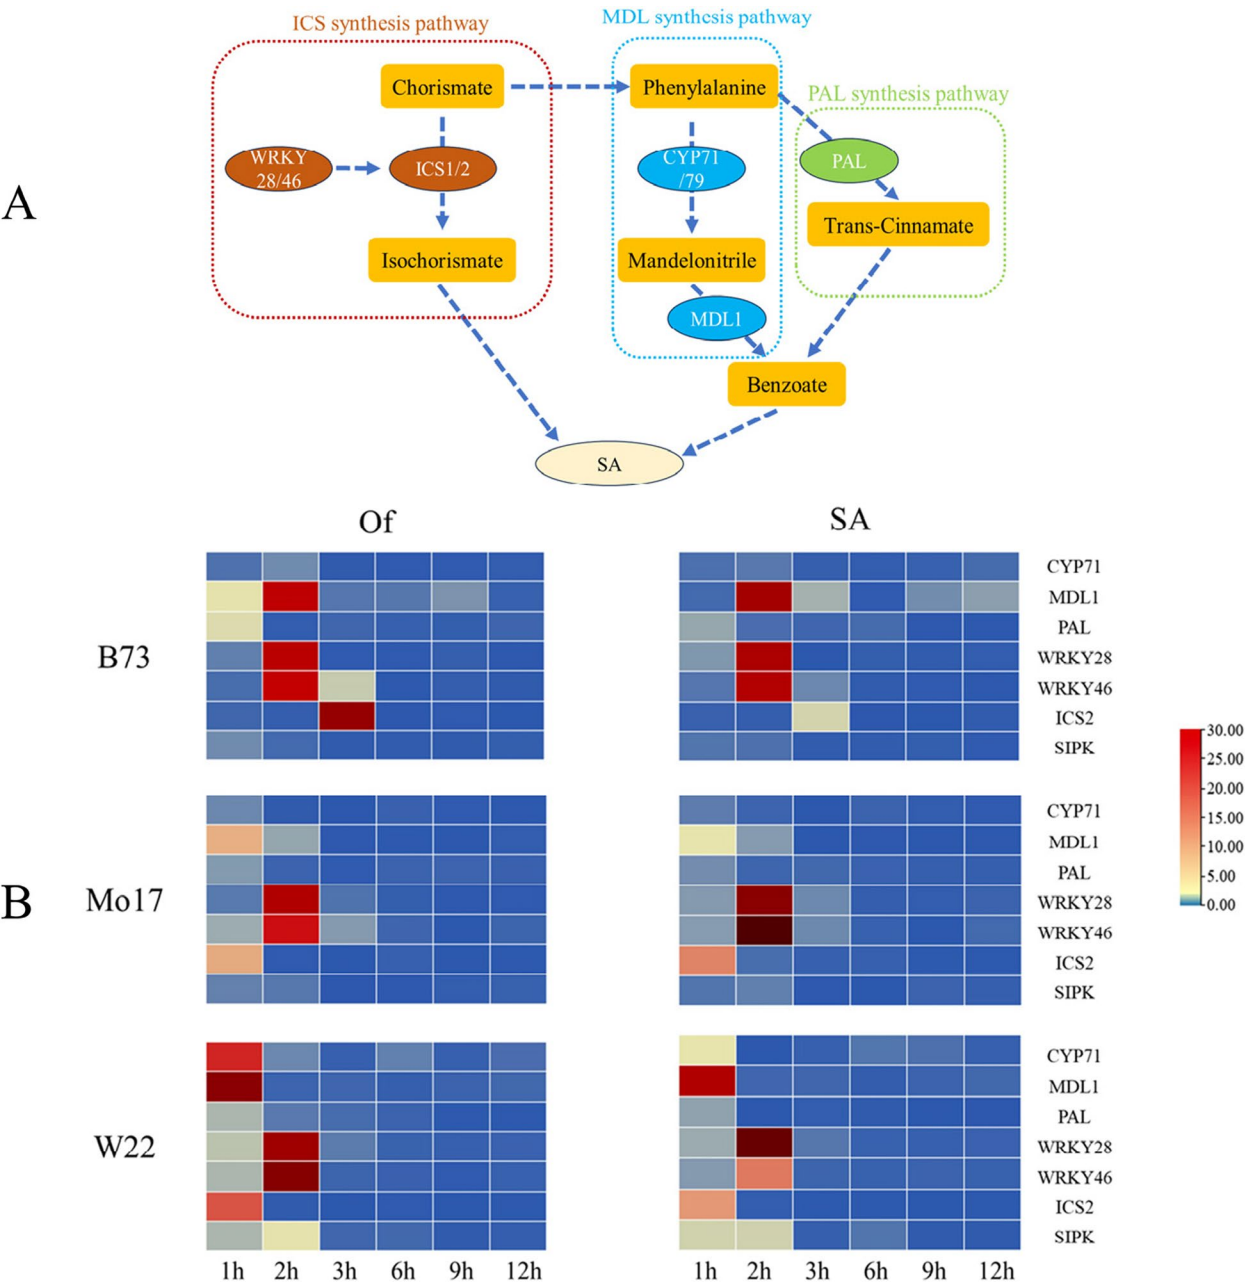 A
ICS synthesis pathway
MDL synthesis pathway
PAL synthesis pathway
Chorismate
Phenylalanine
WRKY
28/46
ICS1/2
CYP71
/79
PAL
Trans-Cinnamate
Isochorismate
Mandelonitrile
MDL1
Benzoate
SA
B
Of
SA
B73
CYP71
MDL1
PAL
WRKY28
WRKY46
ICS2
SIPK
Mo17
CYP71
MDL1
PAL
WRKY28
WRKY46
ICS2
SIPK
W22
CYP71
MDL1
PAL
WRKY28
WRKY46
ICS2
SIPK
1h 2h 3h 6h 9h 12h
1h 2h 3h 6h 9h 12h
30.00
25.00
20.00
15.00
10.00
5.00
0.00